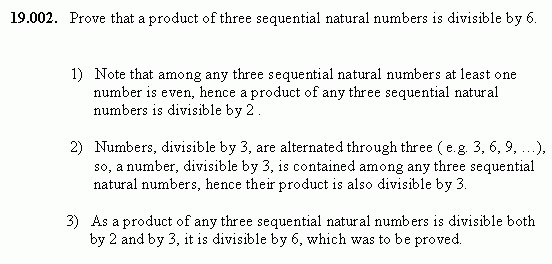 19.002. Prove that a product of three sequential natural numbers is divisible by 6.
1) Note that among any three sequential natural numbers at least one
number is even, hence a product of any three sequential natural
numbers is divisible by 2 .
2) Numbers, divisible by 3, are alternated through three ( e.g. 3, 6, 9, …),
so, a number, divisible by 3, is contained among any three sequential
natural numbers, hence their product is also divisible by 3.
3) As a product of any three sequential natural numbers is divisible both
by 2 and by 3, it is divisible by 6, which was to be proved.